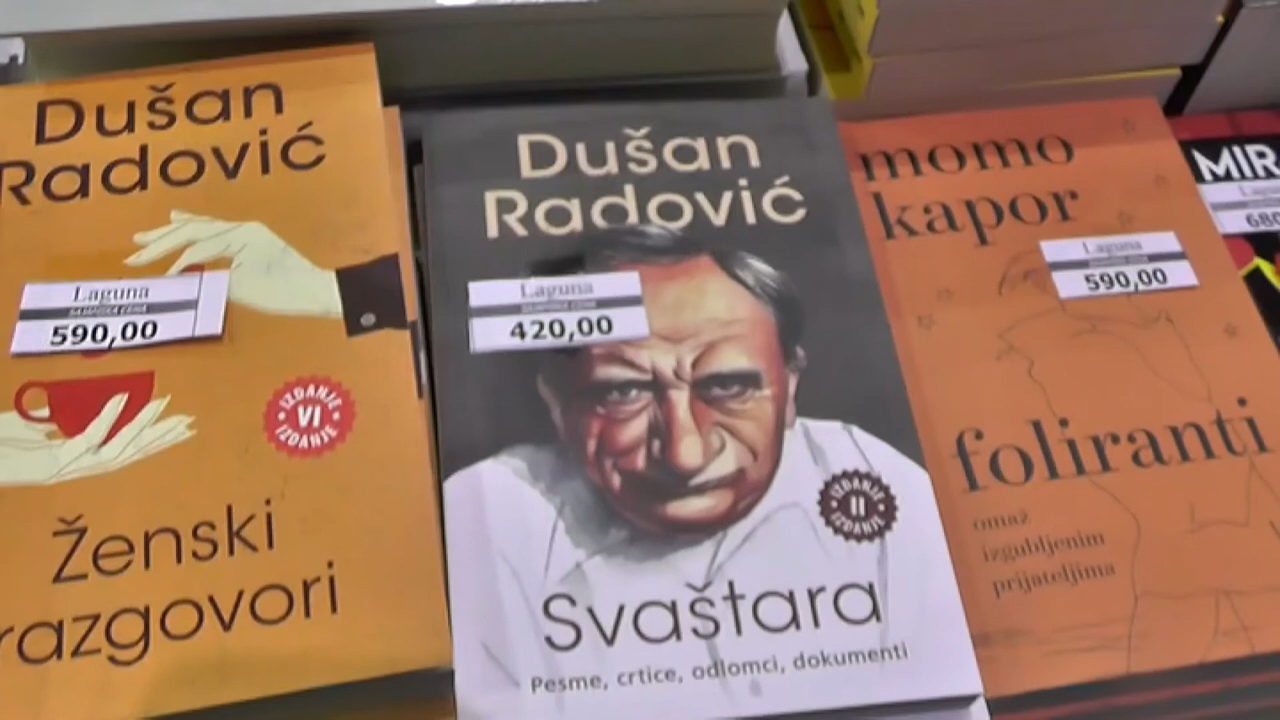 Dušan
Radović
Laguna
590,00
IZDANJE
VI
IZDANJE
Ženski
razgovori
Dušan
Radović
Laguna
420,00
IZDANJE
II
IZDANJE
Svaštara
Pesme, crtice, odlomci, dokumenti
momo
kapor
Laguna
590,00
foliranti
omaž
izgubljenim
prijateljima
MIR
680